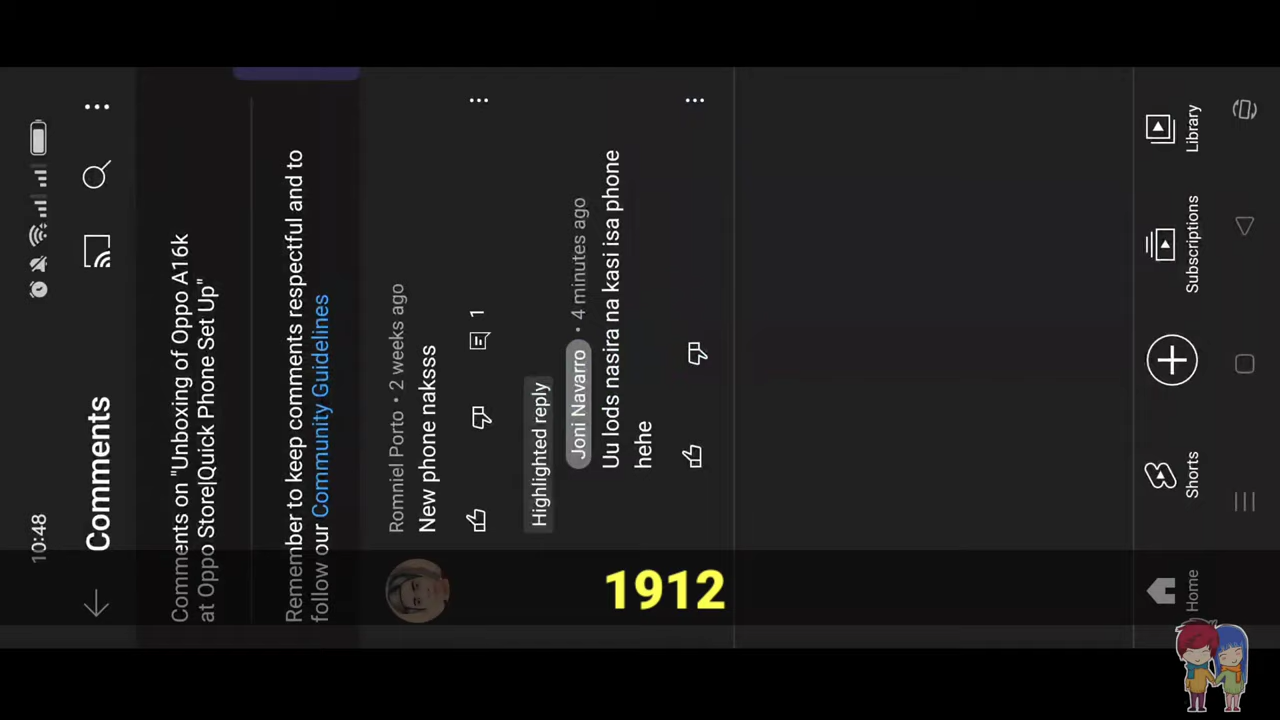 10:48
Comments
Comments on "Unboxing of Oppo A16k
at Oppo Store|Quick Phone Set Up"
Remember to keep comments respectful and to
follow our Community Guidelines
Romniel Porto • 2 weeks ago
New phone naksss
1
Highlighted reply
Joni Navarro • 4 minutes ago
Uu lods nasira na kasi isa phone
hehe
1912
Home
Shorts
Subscriptions
Library